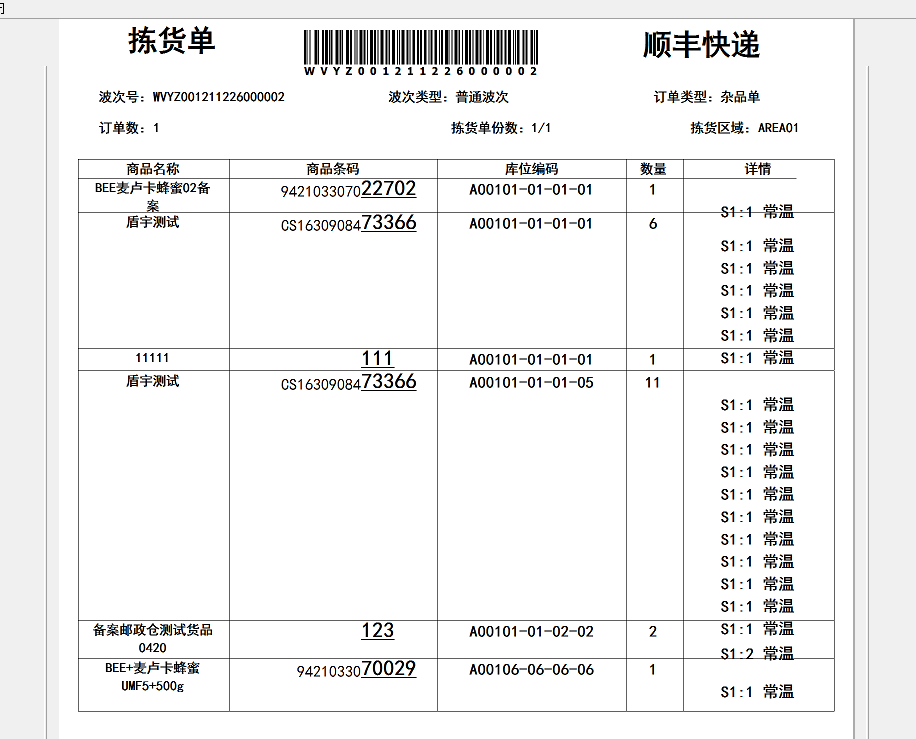 拣货单
WVYZ001211226000002
顺丰快递
波次号：WVYZ001211226000002 波次类型：普通波次 订单类型：杂品单
订单数：1 拣货单份数：1/1 拣货区域：AREA01
商品名称 商品条码 库位编码 数量 详情
BEE麦卢卡蜂蜜02备 942103307022702 A00101-01-01-01 1
案 S1:1 常温
盾宇测试 CS1630908473366 A00101-01-01-01 6
S1:1 常温
S1:1 常温
S1:1 常温
S1:1 常温
S1:1 常温
11111 111 A00101-01-01-01 1 S1:1 常温
盾宇测试 CS1630908473366 A00101-01-01-05 11
S1:1 常温
S1:1 常温
S1:1 常温
S1:1 常温
S1:1 常温
S1:1 常温
S1:1 常温
S1:1 常温
S1:1 常温
S1:1 常温
备案邮政仓测试货品 123 A00101-01-02-02 2 S1:1 常温
0420 S1:2 常温
BEE+麦卢卡蜂蜜 9421033070029 A00106-06-06-06 1
UMF5+500g S1:1 常温